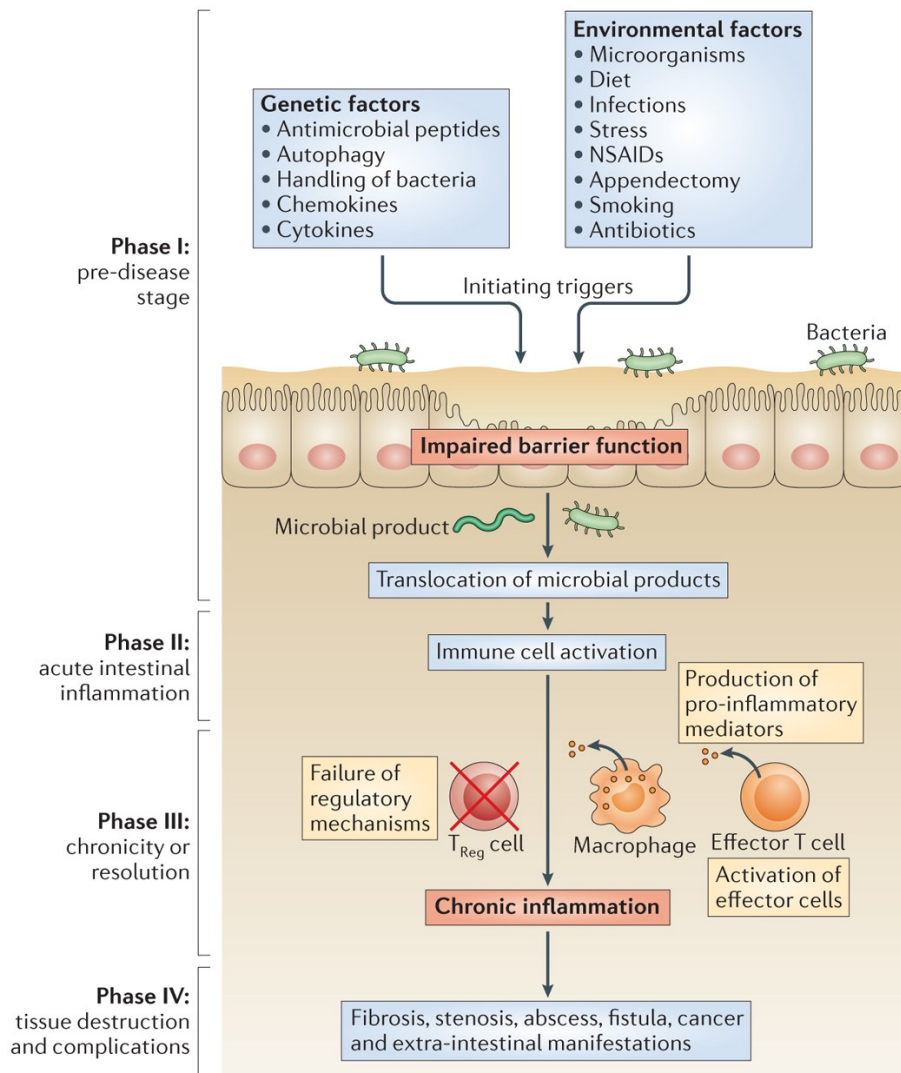 Environmental factors
• Microorganisms
• Diet
• Infections
• Stress
• NSAIDs
• Appendectomy
• Smoking
• Antibiotics
Genetic factors
• Antimicrobial peptides
• Autophagy
• Handling of bacteria
• Chemokines
• Cytokines
Phase I:
pre-disease
stage
Initiating triggers
Bacteria
Impaired barrier function
Microbial product
Translocation of microbial products
Phase II:
acute intestinal
inflammation
Immune cell activation
Production of
pro-inflammatory
mediators
Phase III:
chronicity or
resolution
Failure of
regulatory
mechanisms
TReg cell
Macrophage
Effector T cell
Activation of
effector cells
Chronic inflammation
Phase IV:
tissue destruction
and complications
Fibrosis, stenosis, abscess, fistula, cancer
and extra-intestinal manifestations